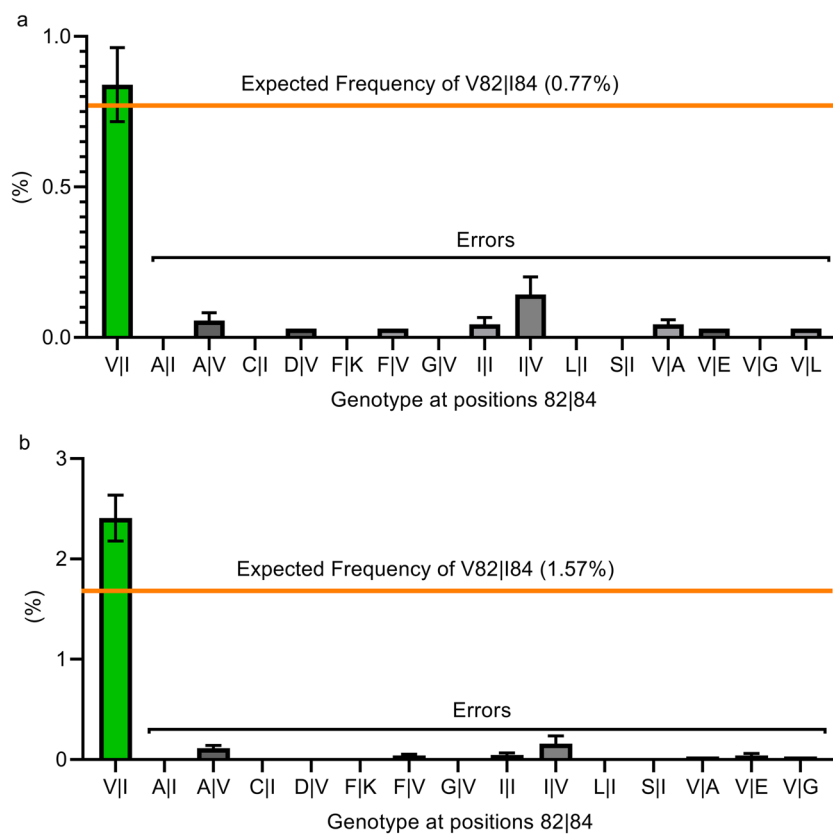 a
1.0
Expected Frequency of V82|I84 (0.77%)
(%)
0.5
Errors
0.0
V|I A|I A|V C|I D|V F|K F|V G|V I|I I|V L|I S|I V|A V|E V|G V|L
Genotype at positions 82|84
b
3
2
Expected Frequency of V82|I84 (1.57%)
(%)
1
Errors
0
V|I A|I A|V C|I D|V F|K F|V G|V I|I I|V L|I S|I V|A V|E V|G
Genotype at positions 82|84